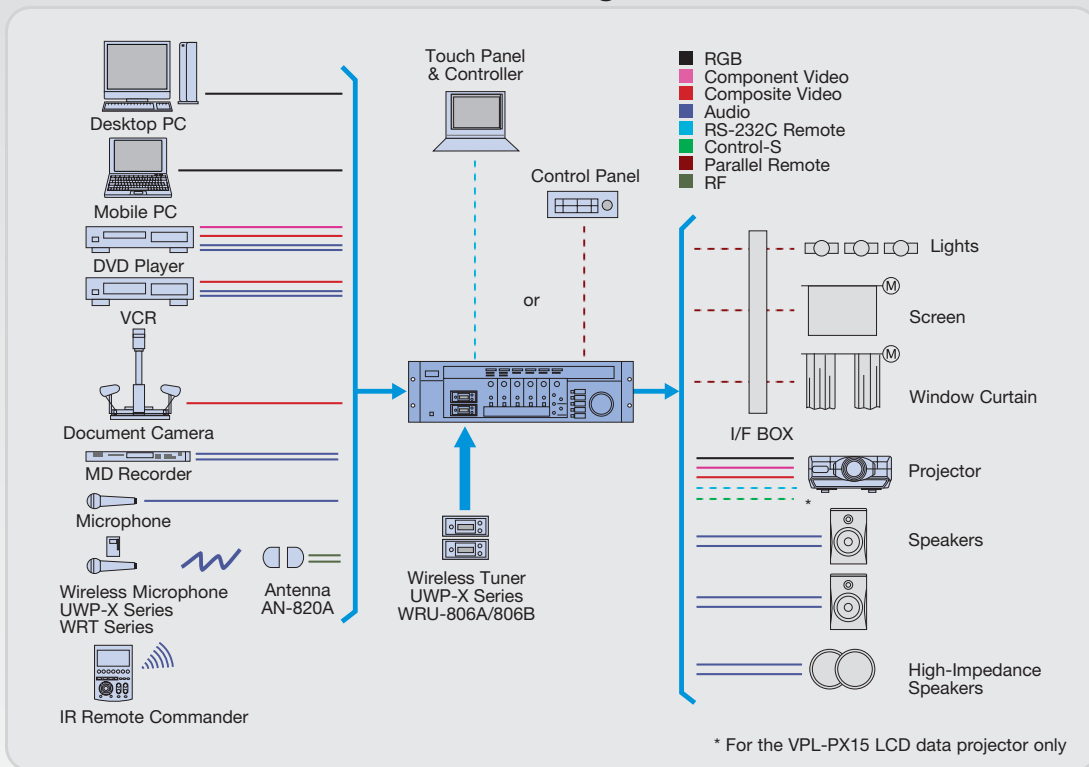 Desktop PC
Mobile PC
DVD Player
VCR
Document Camera
MD Recorder
Microphone
Wireless Microphone
UWP-X Series
WRT Series
Antenna
AN-820A
IR Remote Commander
Touch Panel
& Controller
Control Panel
or
Wireless Tuner
UWP-X Series
WRU-806A/806B
RGB
Component Video
Composite Video
Audio
RS-232C Remote
Control-S
Parallel Remote
RF
Lights
M
Screen
M
Window Curtain
I/F BOX
Projector
*
Speakers
High-Impedance
Speakers
* For the VPL-PX15 LCD data projector only